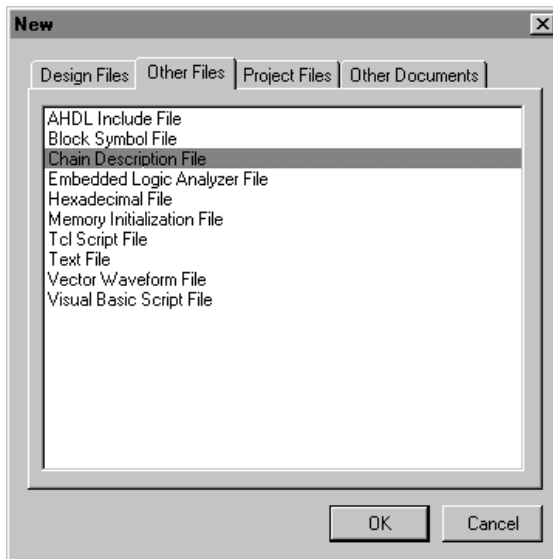 New
Design Files Other Files Project Files Other Documents
AHDL Include File
Block Symbol File
Chain Description File
Embedded Logic Analyzer File
Hexadecimal File
Memory Initialization File
Tcl Script File
Text File
Vector Waveform File
Visual Basic Script File
OK Cancel